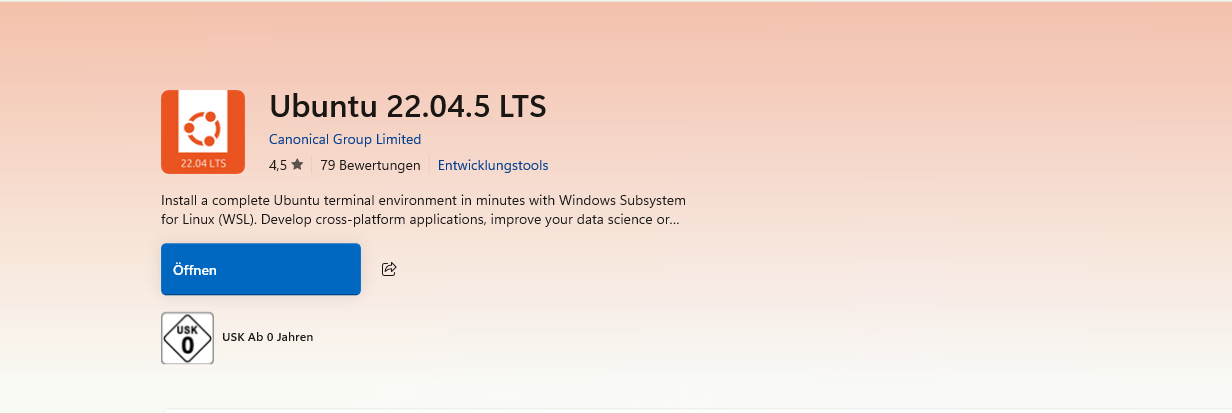 22.04 LTS
Ubuntu 22.04.5 LTS
Canonical Group Limited
4,5 ★ 79 Bewertungen Entwicklungstools
Install a complete Ubuntu terminal environment in minutes with Windows Subsystem
for Linux (WSL). Develop cross-platform applications, improve your data science or...
Öffnen
USK
0
USK Ab 0 Jahren